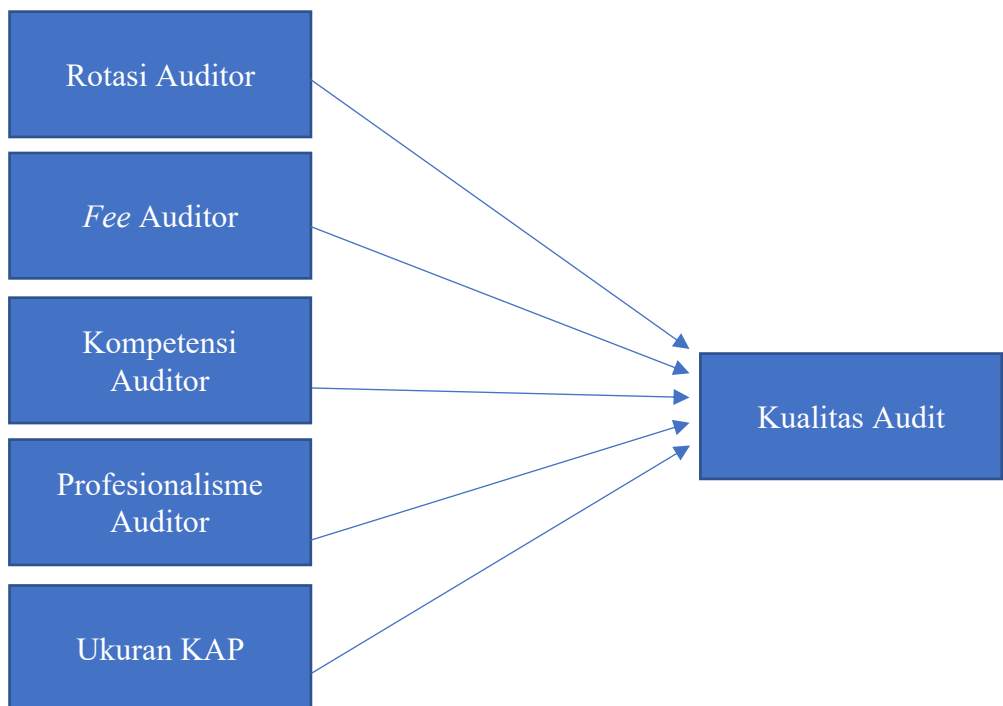 Rotasi Auditor
Fee Auditor
Kompetensi
Auditor
Profesionalisme
Auditor
Ukuran KAP
Kualitas Audit